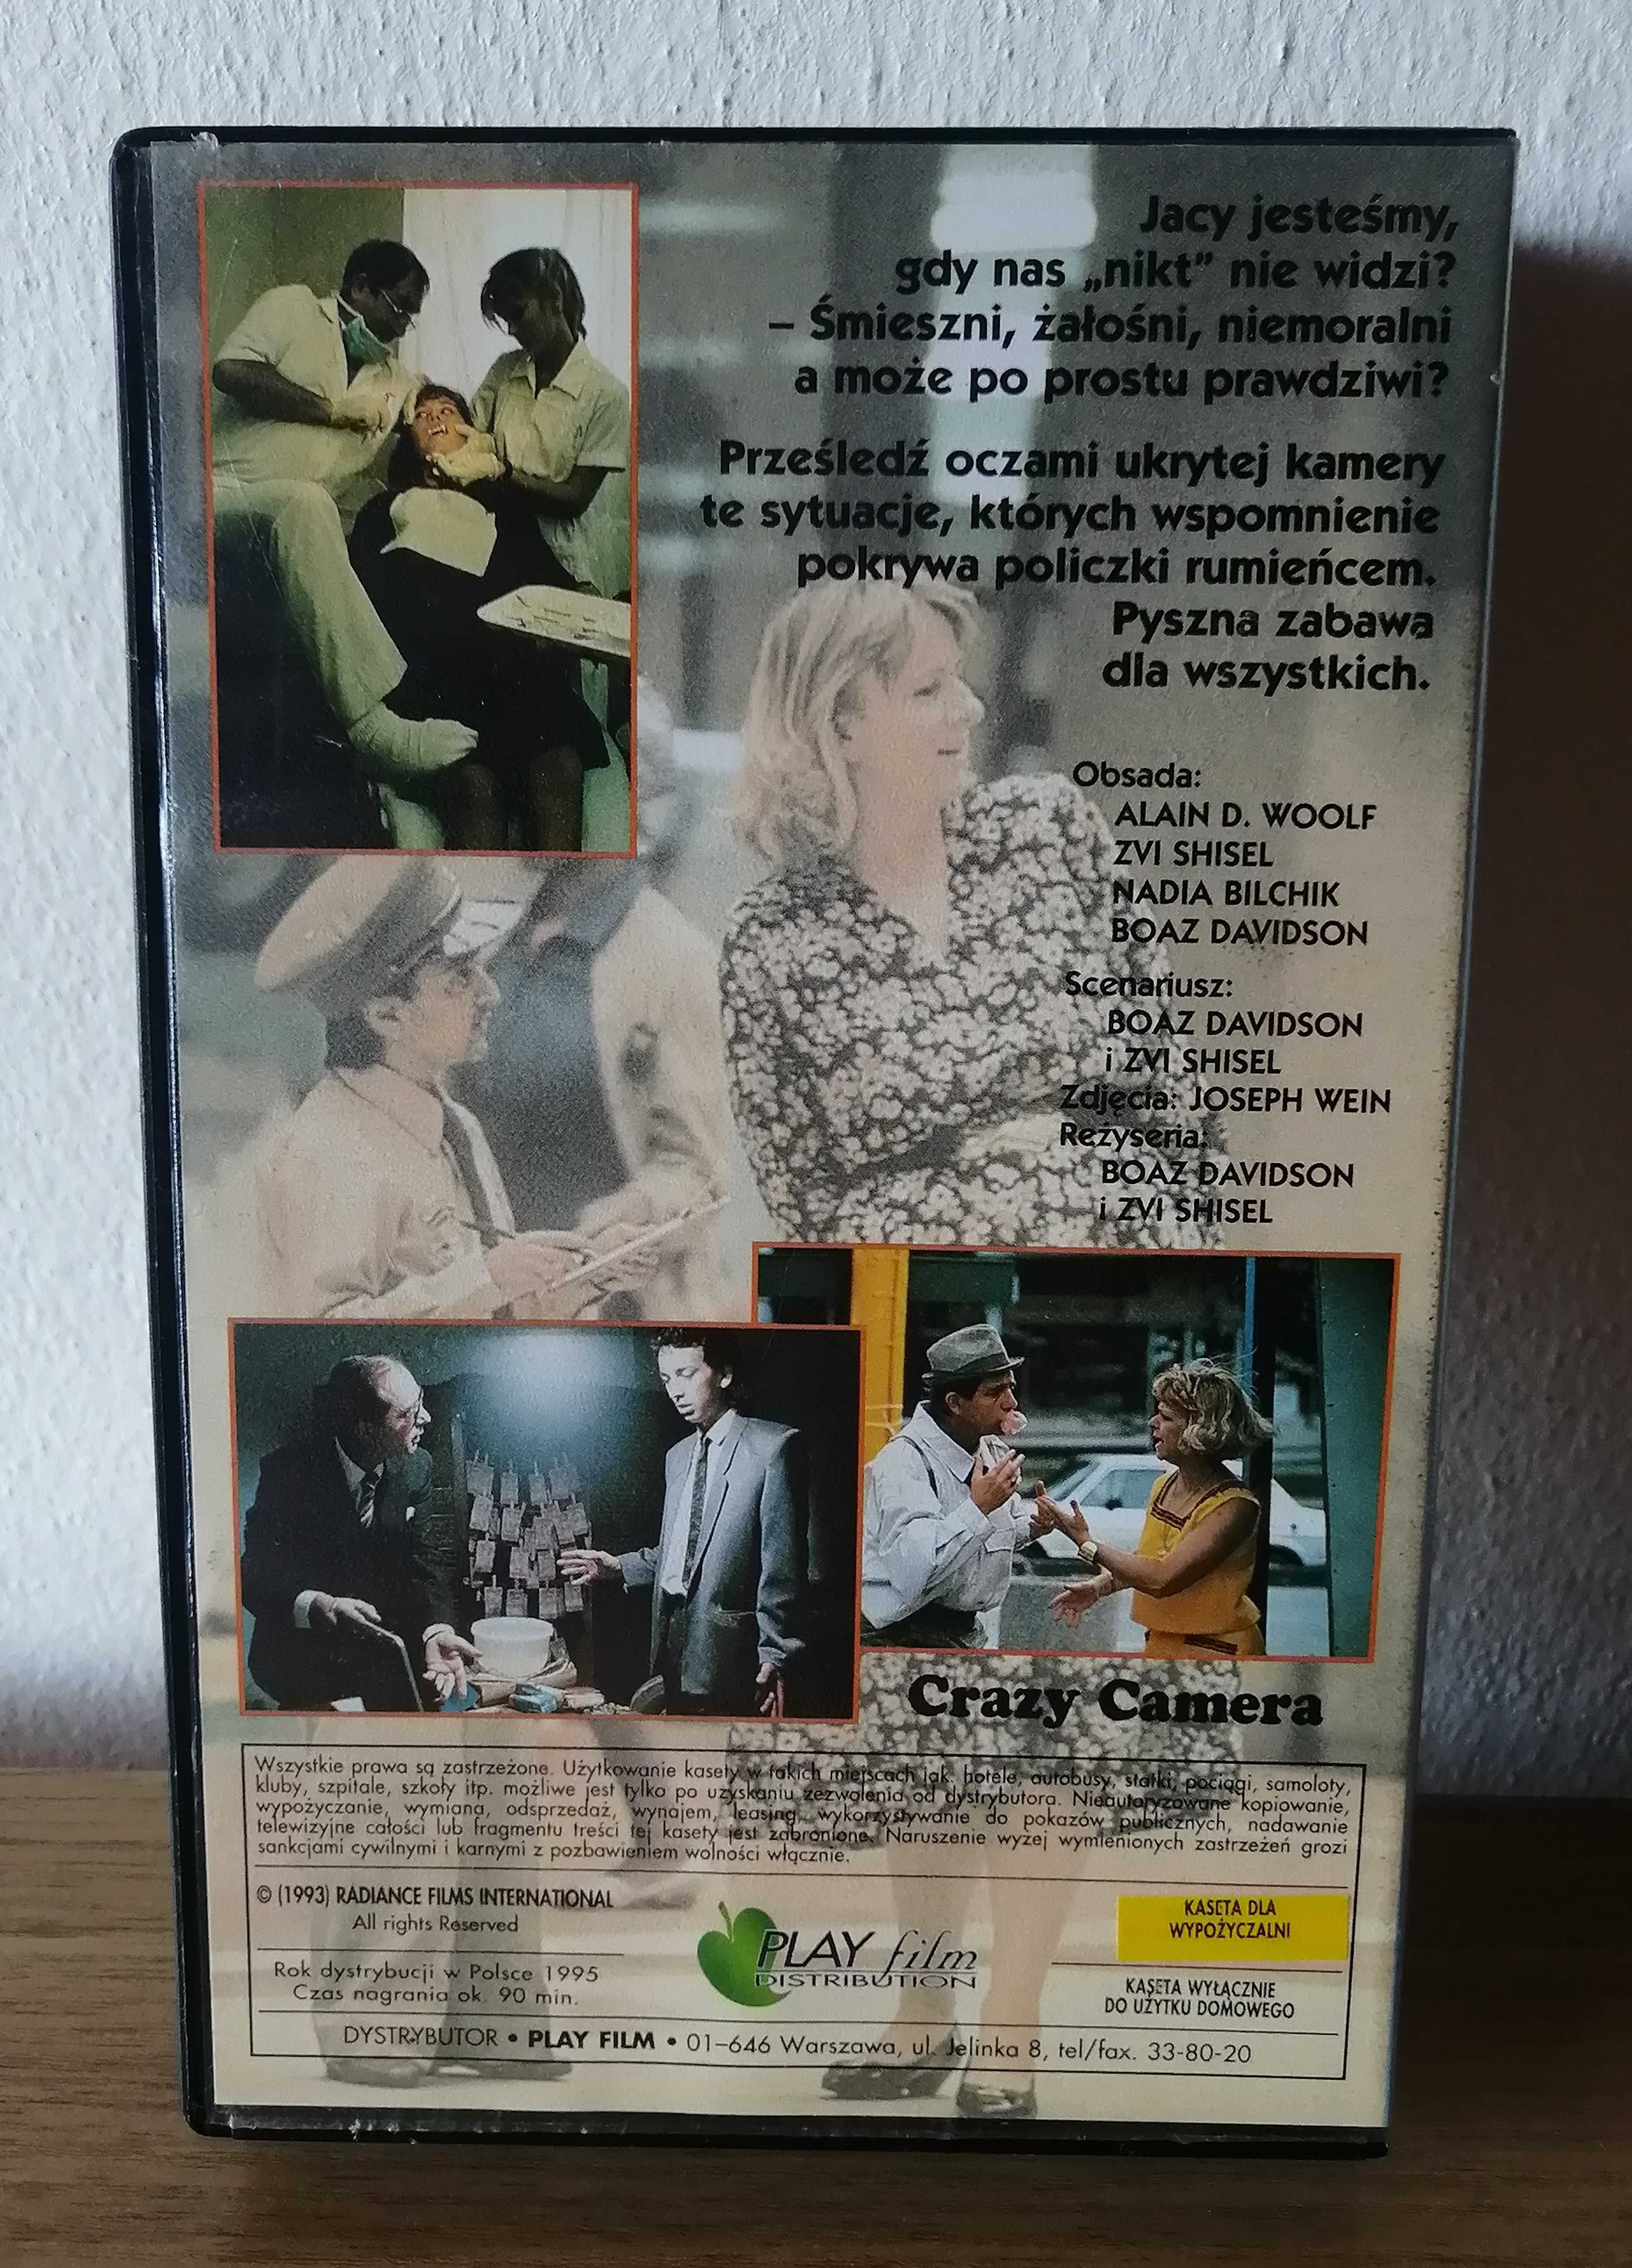 Jacy jesteśmy,
gdy nas „nikt” nie widzi?
– Śmieszni, żałośni, niemoralni
a może po prostu prawdziwi?
Prześledź oczami ukrytej kamery
te sytuacje, których wspomnienie
pokrywa policzki rumieńcem.
Pyszna zabawa
dla wszystkich.
Obsada:
ALAIN D. WOOLF
ZVI SHISEL
NADIA BILCHIK
BOAZ DAVIDSON
Scenariusz:
BOAZ DAVIDSON
i ZVI SHISEL
Zdjęcia: JOSEPH WEIN
Reżyseria:
BOAZ DAVIDSON
i ZVI SHISEL
Crazy Camera
Wszystkie prawa są zastrzeżone. Użytkowanie kasety w takich miejscach jak: hotele, autobusy, statki, pociągi, samoloty,
kluby, szpitale, szkoły itp. możliwe jest tylko po uzyskaniu zezwolenia od dystrybutora. Nieautoryzowane kopiowanie,
wypożyczanie, wymiana, odsprzedaż, wynajem, leasing, wykorzystywanie do pokazów publicznych, nadawanie
telewizyjne całości lub fragmentu treści tej kasety jest zabronione. Naruszenie wyżej wymienionych zastrzeżeń grozi
sankcjami cywilnymi i karnymi z pozbawieniem wolności włącznie.
© (1993) RADIANCE FILMS INTERNATIONAL
All rights Reserved
Rok dystrybucji w Polsce 1995
Czas nagrania ok. 90 min.
PLAY film
DISTRIBUTION
KASETA DLA
WYPOŻYCZALNI
KASETA WYŁĄCZNIE
DO UŻYTKU DOMOWEGO
DYSTRYBUTOR • PLAY FILM • 01–646 Warszawa, ul. Jelinka 8, tel/fax. 33-80-20